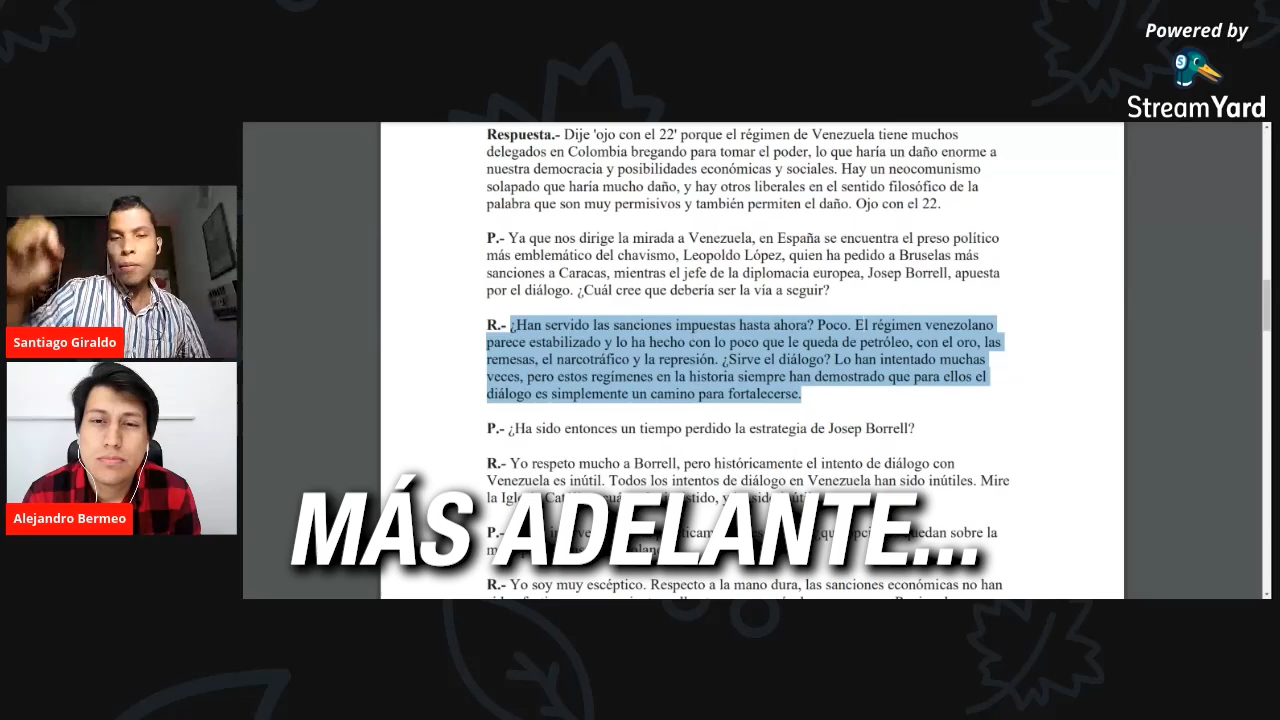 Powered by
StreamYard
Respuesta.- Dije 'ojo con el 22' porque el régimen de Venezuela tiene muchos
delegados en Colombia bregando para tomar el poder, lo que haría un daño enorme a
nuestra democracia y posibilidades económicas y sociales. Hay un neocomunismo
solapado que haría mucho daño, y hay otros liberales en el sentido filosófico de la
palabra que son muy permisivos y también permiten el daño. Ojo con el 22.
P.- Ya que nos dirige la mirada a Venezuela, en España se encuentra el preso político
más emblemático del chavismo, Leopoldo López, quien ha pedido a Bruselas más
sanciones a Caracas, mientras el jefe de la diplomacia europea, Josep Borrell, apuesta
por el diálogo. ¿Cuál cree que debería ser la vía a seguir?
R.- ¿Han servido las sanciones impuestas hasta ahora? Poco. El régimen venezolano
parece estabilizado y lo ha hecho con lo poco que le queda de petróleo, con el oro, las
remesas, el narcotráfico y la represión. ¿Sirve el diálogo? Lo han intentado muchas
veces, pero estos regímenes en la historia siempre han demostrado que para ellos el
diálogo es simplemente un camino para fortalecerse.
P.- ¿Ha sido entonces un tiempo perdido la estrategia de Josep Borrell?
R.- Yo respeto mucho a Borrell, pero históricamente el intento de diálogo con
Venezuela es inútil. Todos los intentos de diálogo en Venezuela han sido inútiles. Mire
la
P.- quedan sobre la
R.- Yo soy muy escéptico. Respecto a la mano dura, las sanciones económicas no han
MÁS ADELANTE...
Santiago Giraldo
Alejandro Bermeo